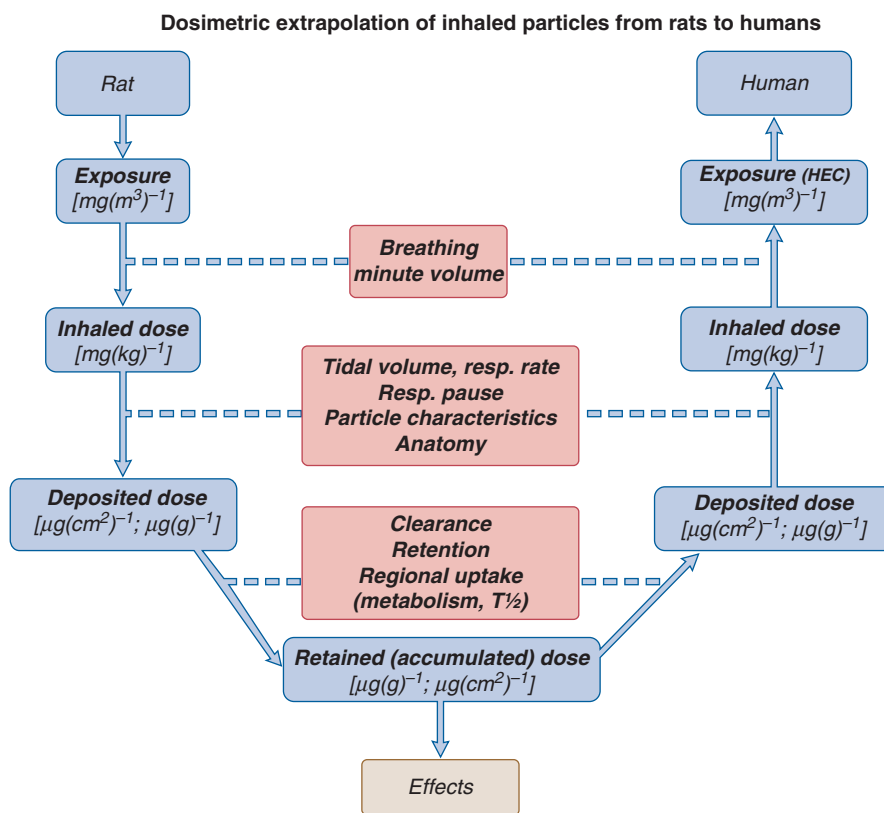 Dosimetric extrapolation of inhaled particles from rats to humans
Rat
Human
Exposure
[mg(m³)⁻¹]
Exposure (HEC)
[mg(m³)⁻¹]
Breathing
minute volume
Inhaled dose
[mg(kg)⁻¹]
Inhaled dose
[mg(kg)⁻¹]
Tidal volume, resp. rate
Resp. pause
Particle characteristics
Anatomy
Deposited dose
[µg(cm²)⁻¹; µg(g)⁻¹]
Deposited dose
[µg(cm²)⁻¹; µg(g)⁻¹]
Clearance
Retention
Regional uptake
(metabolism, T½)
Retained (accumulated) dose
[µg(g)⁻¹; µg(cm²)⁻¹]
Effects